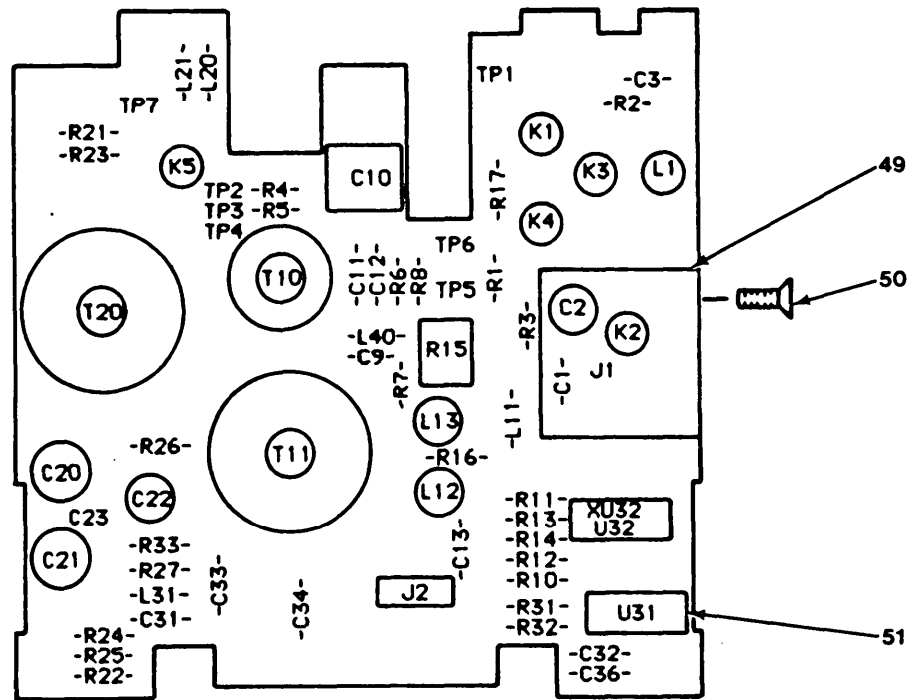 -L21-
-L20-
TP1
-C3-
-R2-
TP7
-R21-
-R23-
K5
K1
K3
L1
K4
C10
-R17-
49
TP2 -R4-
TP3 -R5-
TP4
TP6
TP5
T20
T10
-C11-
-C12-
-R6-
-R8-
-R1-
50
-R3-
C2
K2
J1
-C1-
-L40-
-C9-
R15
-R7-
L13
-L11-
-R16-
T11
-R26-
C20
C22
C23
C21
L12
-R11-
-R13-
-R14-
-R12-
-R10-
XU32
U32
-R33-
-R27-
-L31-
-C31-
-C33-
-C34-
-C13-
J2
-R31-
-R32-
U31
51
-R24-
-R25-
-R22-
-C32-
-C36-